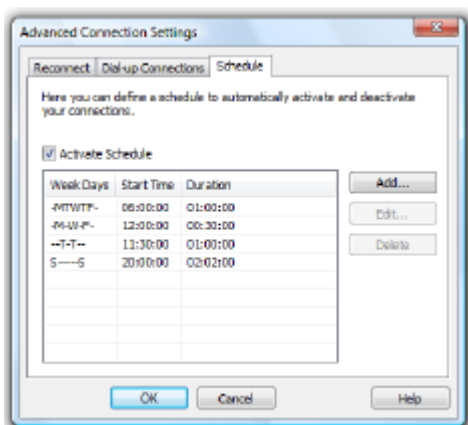 Advanced Connection Settings
Reconnect Dial-up Connections Schedule
Here you can define a schedule to automatically activate and deactivate
your connections.
Activate Schedule
Week Days Start Time Duration
-MTWTF- 06:00:00 01:00:00
-M-W-F- 12:00:00 00:30:00
--T-T-- 11:30:00 01:00:00
S-----S 20:00:00 02:02:00
Add...
Edit...
Delete
OK Cancel Help